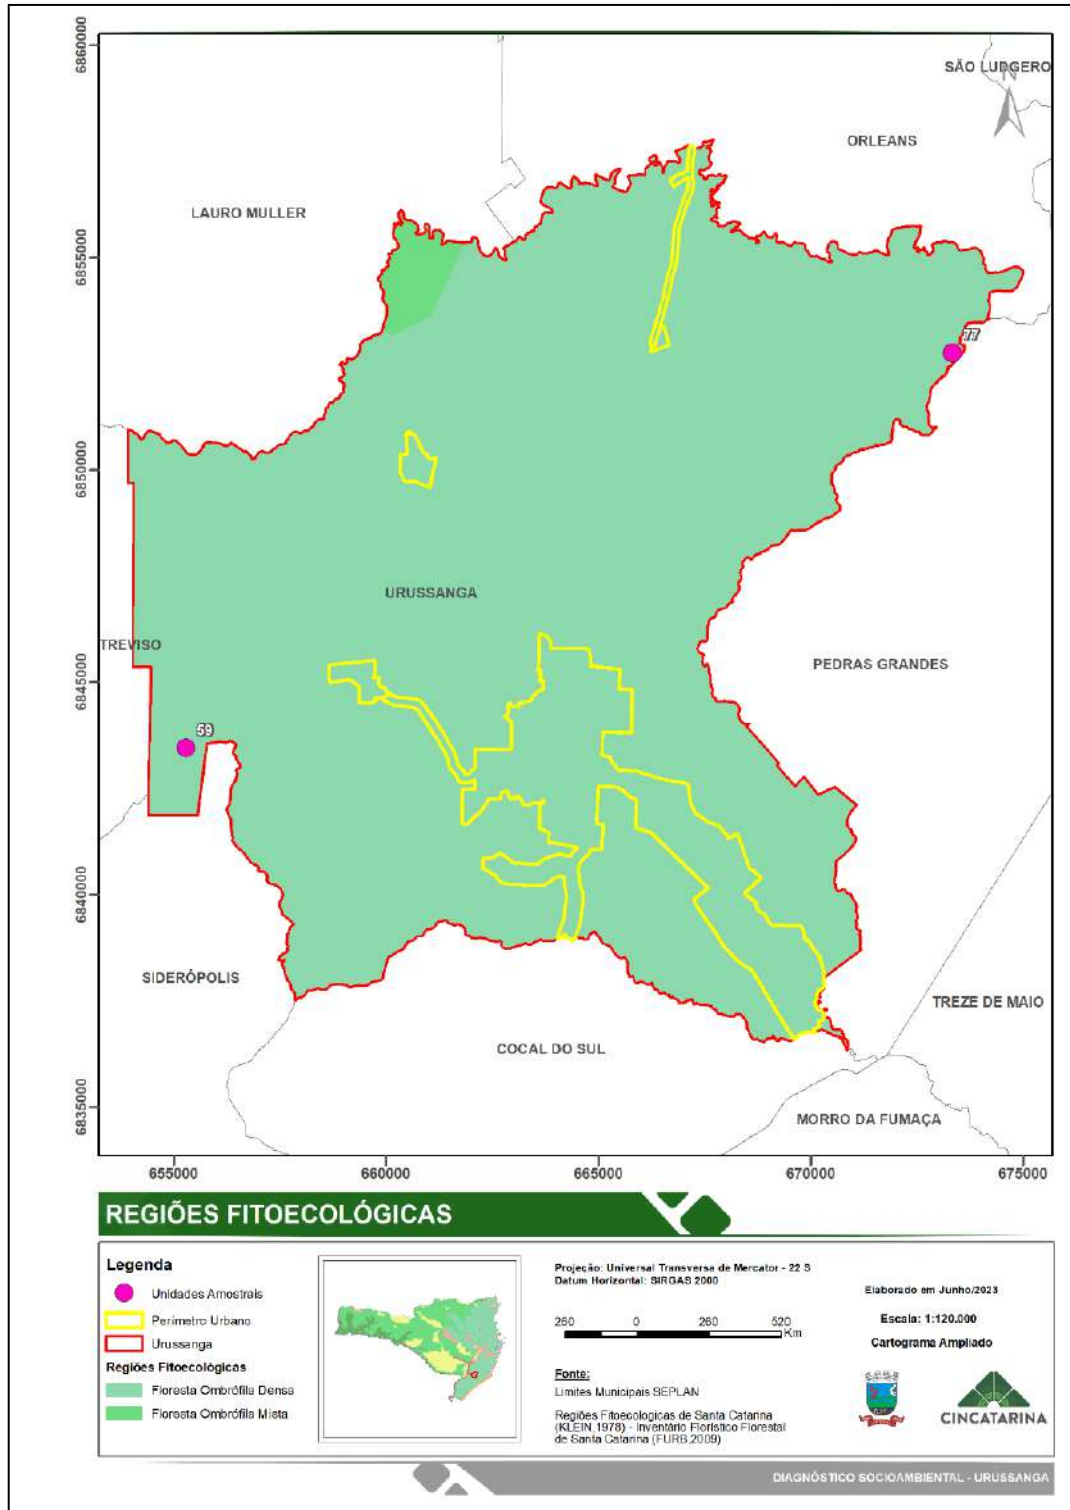 6860000
SÃO LUDGERO
N
ORLEANS
LAURO MULLER
6855000
77
6850000
URUSSANGA
TREVISO
PEDRAS GRANDES
6845000
59
6840000
SIDERÓPOLIS
TREZE DE MAIO
COCAL DO SUL
6835000
MORRO DA FUMAÇA
655000 660000 665000 670000 675000
REGIÕES FITOECOLÓGICAS
Legenda
Unidades Amostrais
Perímetro Urbano
Urussanga
Regiões Fitoecológicas
Floresta Ombrófila Densa
Floresta Ombrófila Mista
Projeção: Universal Transversa de Mercator - 22 S
Datum Horizontal: SIRGAS 2000
260 0 260 520
Km
Fonte:
Limites Municipais SEPLAN
Regiões Fitoecologicas de Santa Catarina
(KLEIN,1978) - Inventário Florístico Florestal
de Santa Catarina (FURB,2009)
Elaborado em Junho/2023
Escala: 1:120.000
Cartograma Ampliado
CINCATARINA
DIAGNÓSTICO SOCIOAMBIENTAL - URUSSANGA